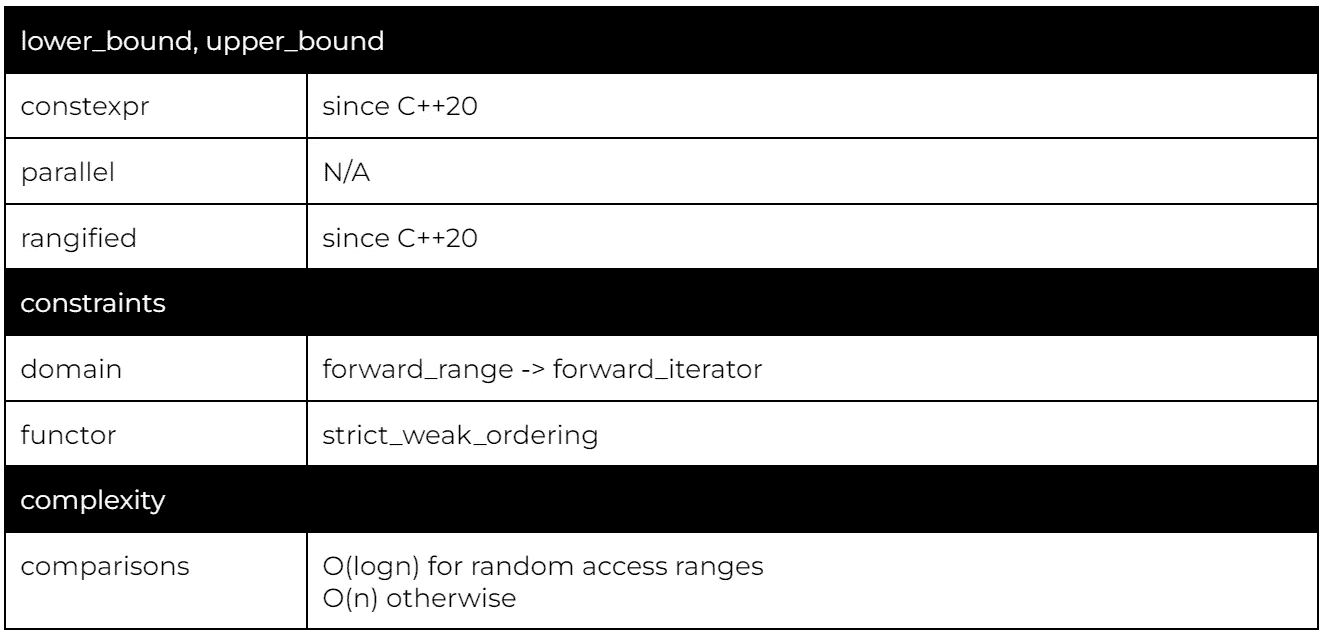 lower_bound, upper_bound
constexpr since C++20
parallel N/A
rangified since C++20
constraints
domain forward_range -> forward_iterator
functor strict_weak_ordering
complexity
comparisons O(logn) for random access ranges
O(n) otherwise